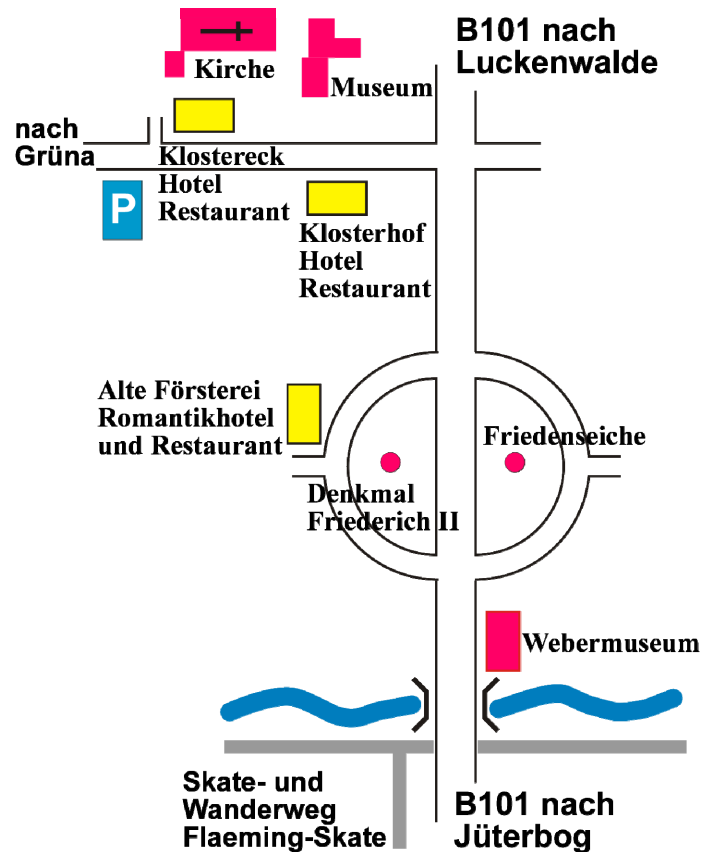 B101 nach
Luckenwalde
Kirche
Museum
nach
Grüna
Klostereck
Hotel
Restaurant
P
Klosterhof
Hotel
Restaurant
Alte Försterei
Romantikhotel
und Restaurant
Friedenseiche
Denkmal
Friederich II
Webermuseum
Skate- und
Wanderweg
Flaeming-Skate
B101 nach
Jüterbog